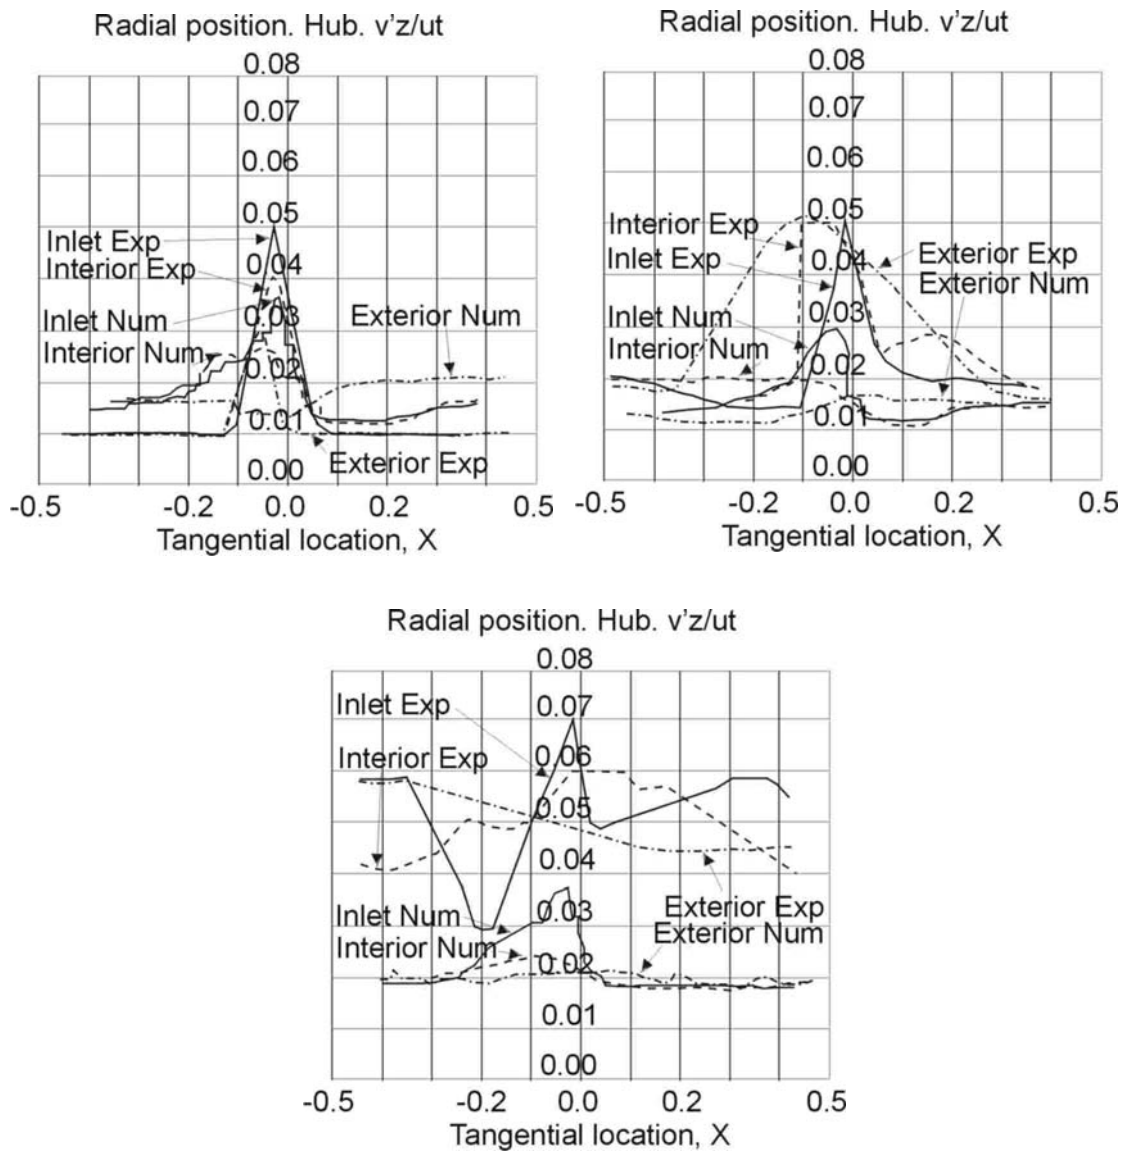 Radial position. Hub. v'z/ut
0.08
0.07
0.06
0.05
Inlet Exp
Interior Exp
0.04
Inlet Num
0.03
Exterior Num
Interior Num
0.02
0.01
Exterior Exp
0.00
-0.5 -0.2 0.0 0.2 0.5
Tangential location, X
Radial position. Hub. v'z/ut
0.08
0.07
0.06
0.05
Interior Exp
Inlet Exp
0.04
Exterior Exp
Exterior Num
Inlet Num
0.03
Interior Num
0.02
0.01
0.00
-0.5 -0.2 0.0 0.2 0.5
Tangential location, X
Radial position. Hub. v'z/ut
0.08
Inlet Exp
0.07
Interior Exp
0.06
0.05
0.04
Inlet Num
0.03
Exterior Exp
Interior Num
Exterior Num
0.02
0.01
0.00
-0.5 -0.2 0.0 0.2 0.5
Tangential location, X